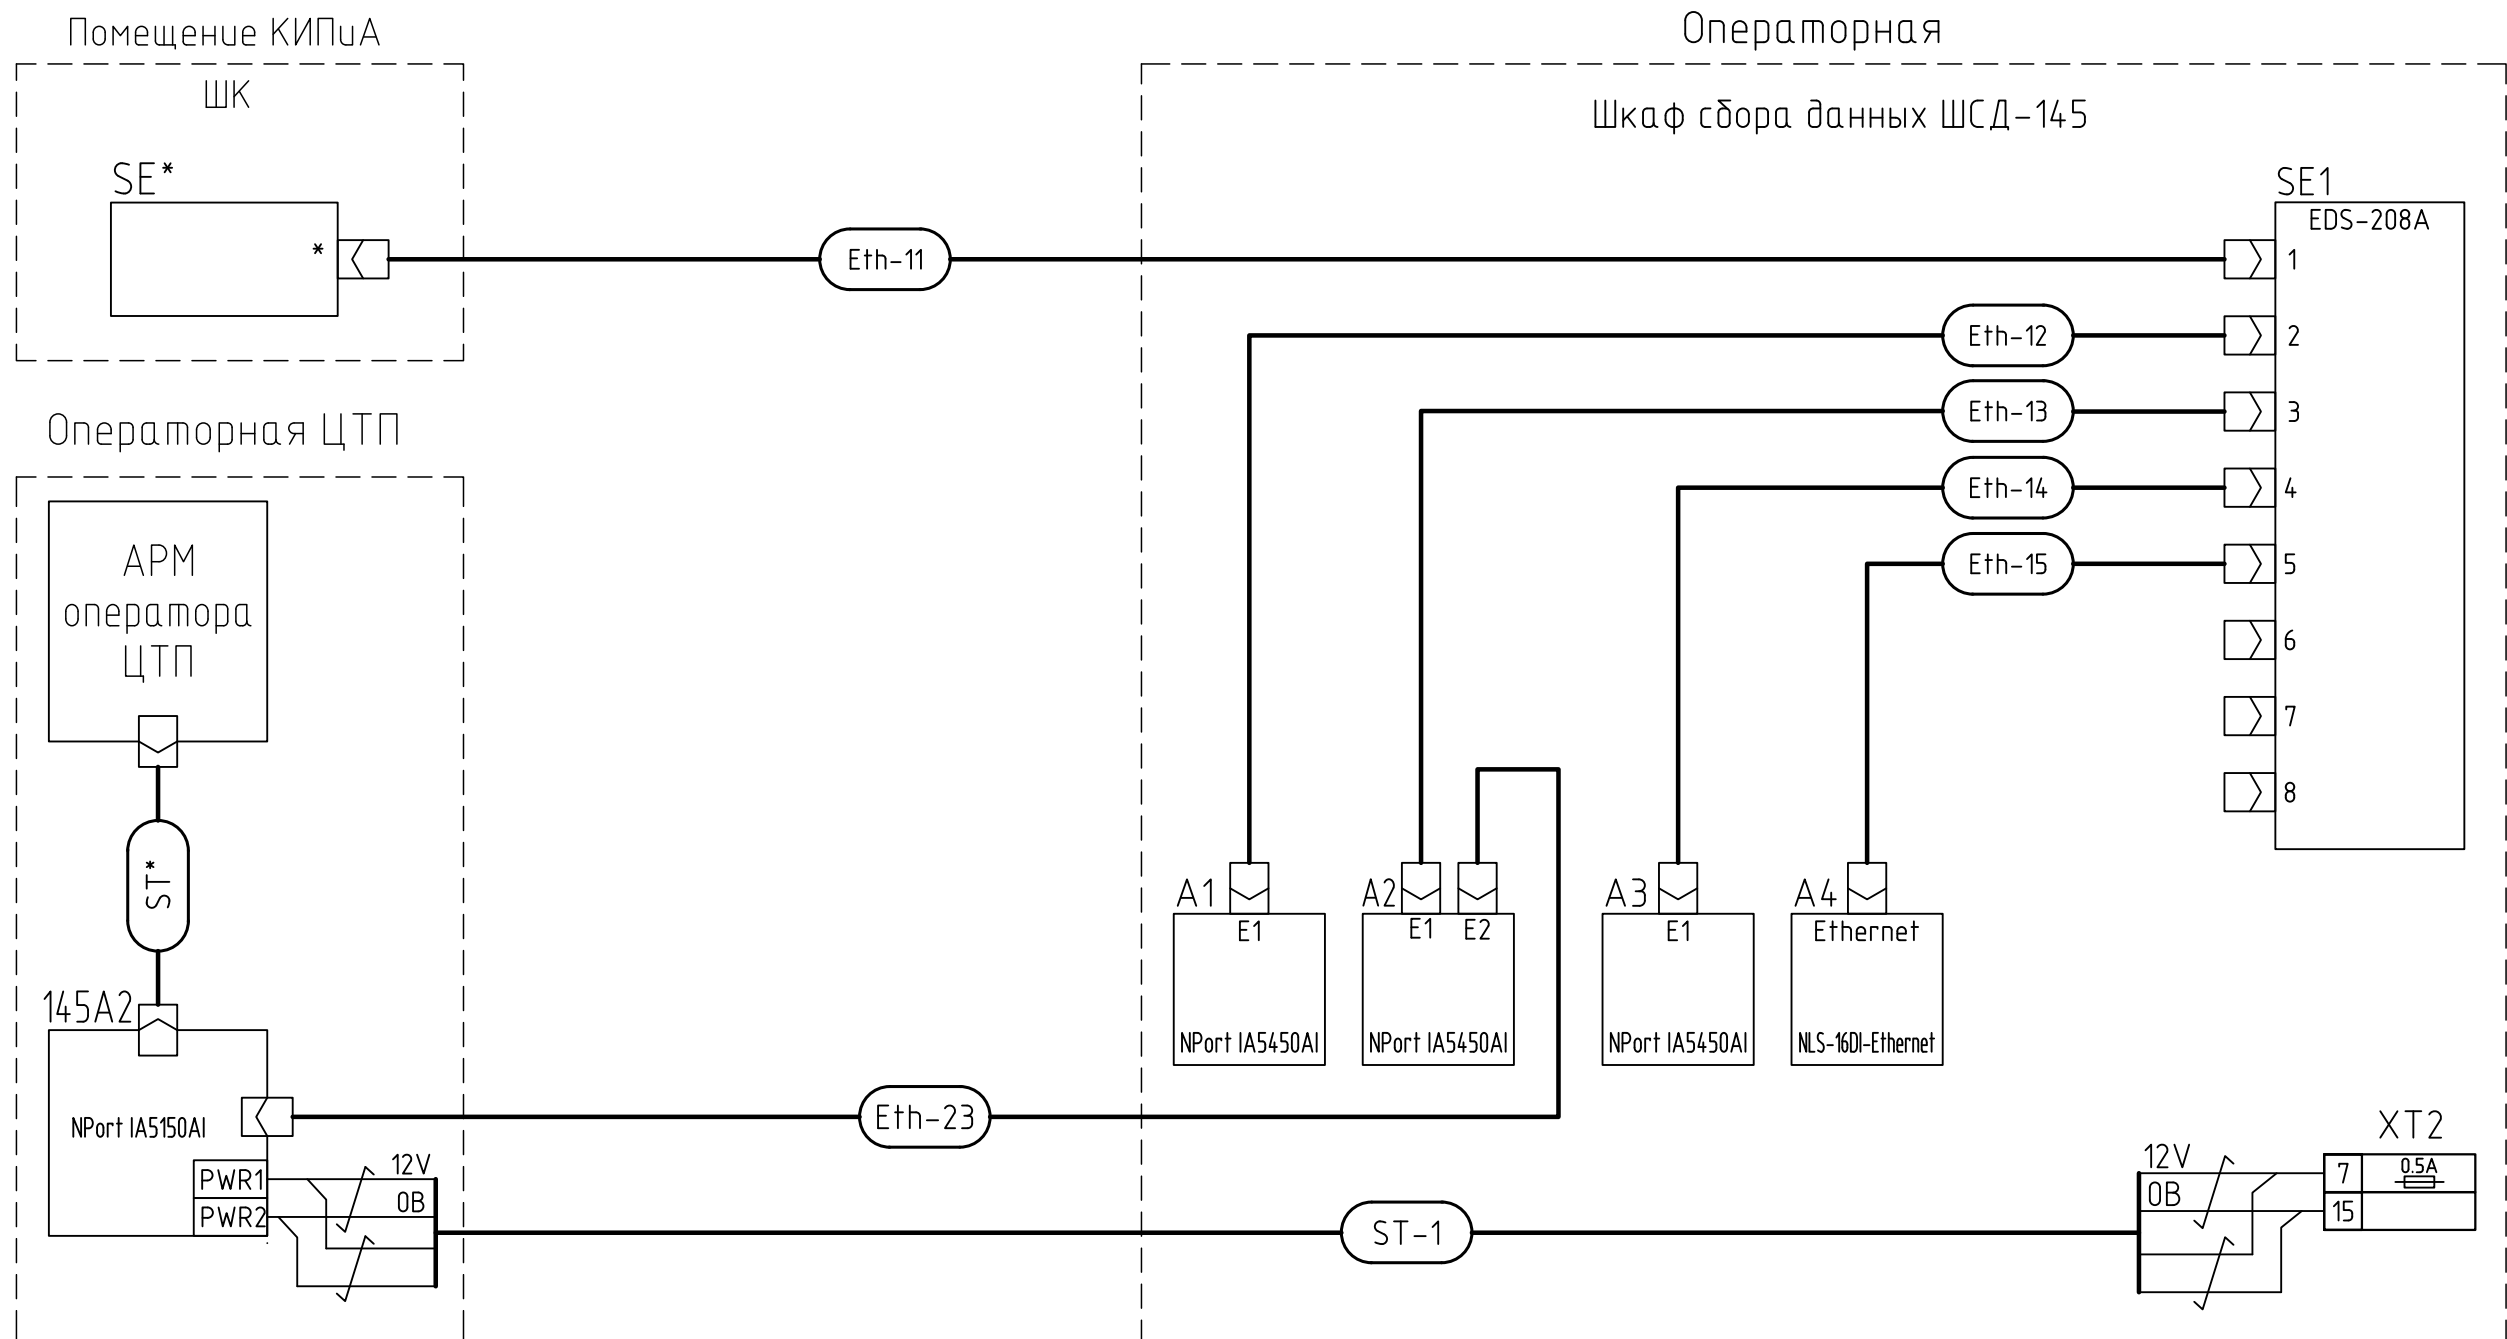 Помещение КИПиА
ШК
SE*
*
Операторная
Шкаф сбора данных ШСД-145
SE1
EDS-208A
1
2
3
4
5
6
7
8
Eth-11
Eth-12
Eth-13
Eth-14
Eth-15
Операторная ЦТП
АРМ
оператора
ЦТП
ST*
145A2
NPort IA5150AI
PWR1
PWR2
12V
0B
Eth-23
ST-1
A1
E1
NPort IA5450AI
A2
E1
E2
NPort IA5450AI
A3
E1
NPort IA5450AI
A4
Ethernet
NLS-16DI-Ethernet
12V
0B
XT2
7
0.5A
15